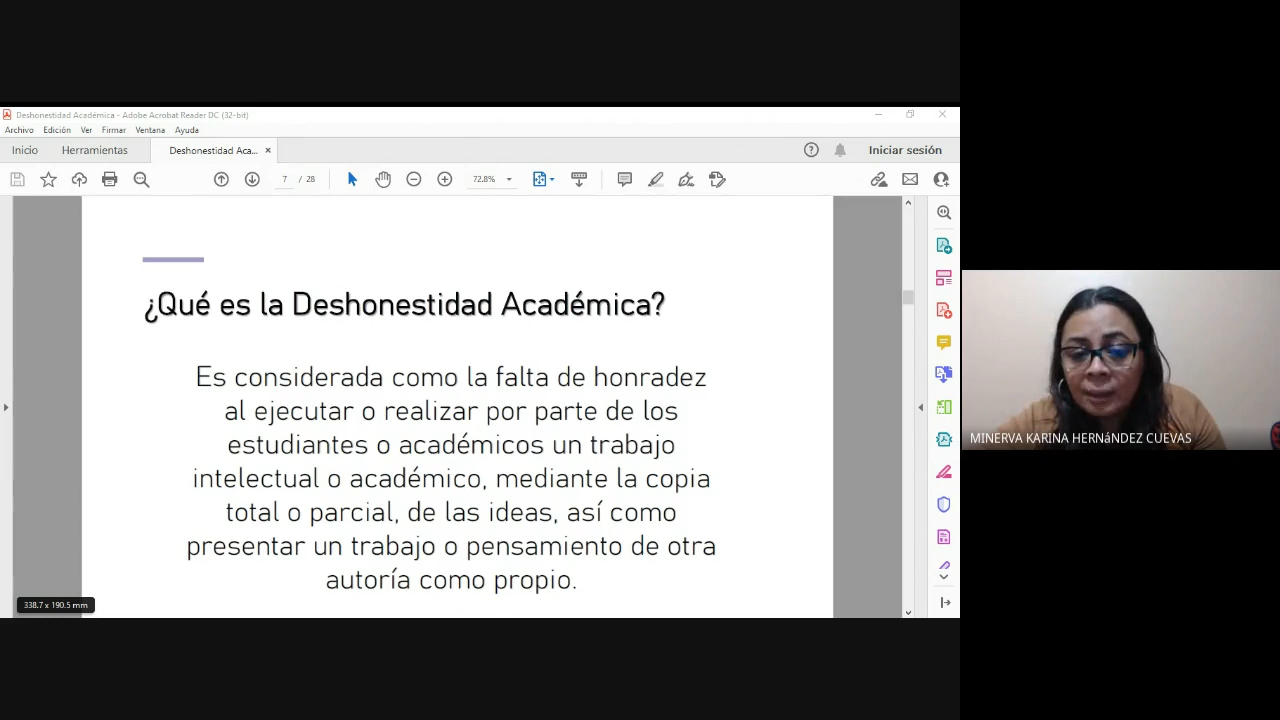 Deshonestidad Académica - Adobe Acrobat Reader DC (32-bit)
Archivo Edición Ver Firmar Ventana Ayuda
Inicio Herramientas Deshonestidad Aca... × Iniciar sesión
7 / 28 72.8%
¿Qué es la Deshonestidad Académica?
Es considerada como la falta de honradez
al ejecutar o realizar por parte de los
estudiantes o académicos un trabajo
intelectual o académico, mediante la copia
total o parcial, de las ideas, así como
presentar un trabajo o pensamiento de otra
autoría como propio.
338.7 x 190.5 mm
MINERVA KARINA HERNáNDEZ CUEVAS